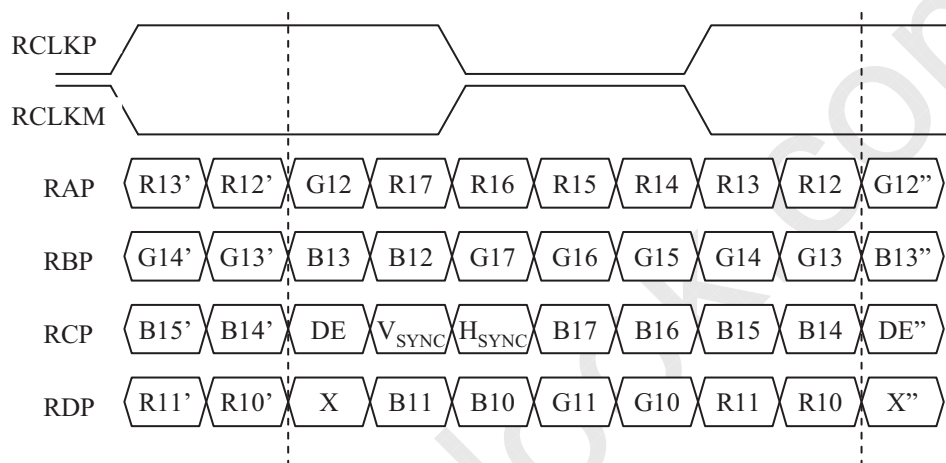 RCLKP
RCLKM
RAP R13’ R12’ G12 R17 R16 R15 R14 R13 R12 G12”
RBP G14’ G13’ B13 B12 G17 G16 G15 G14 G13 B13”
RCP B15’ B14’ DE VSYNC HSYNC B17 B16 B15 B14 DE”
RDP R11’ R10’ X B11 B10 G11 G10 R11 R10 X”